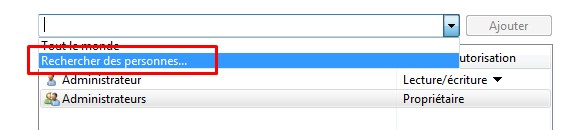 Ajouter
Tout le monde
Rechercher des personnes...
utorisation
Administrateur Lecture/écriture
Administrateurs Propriétaire